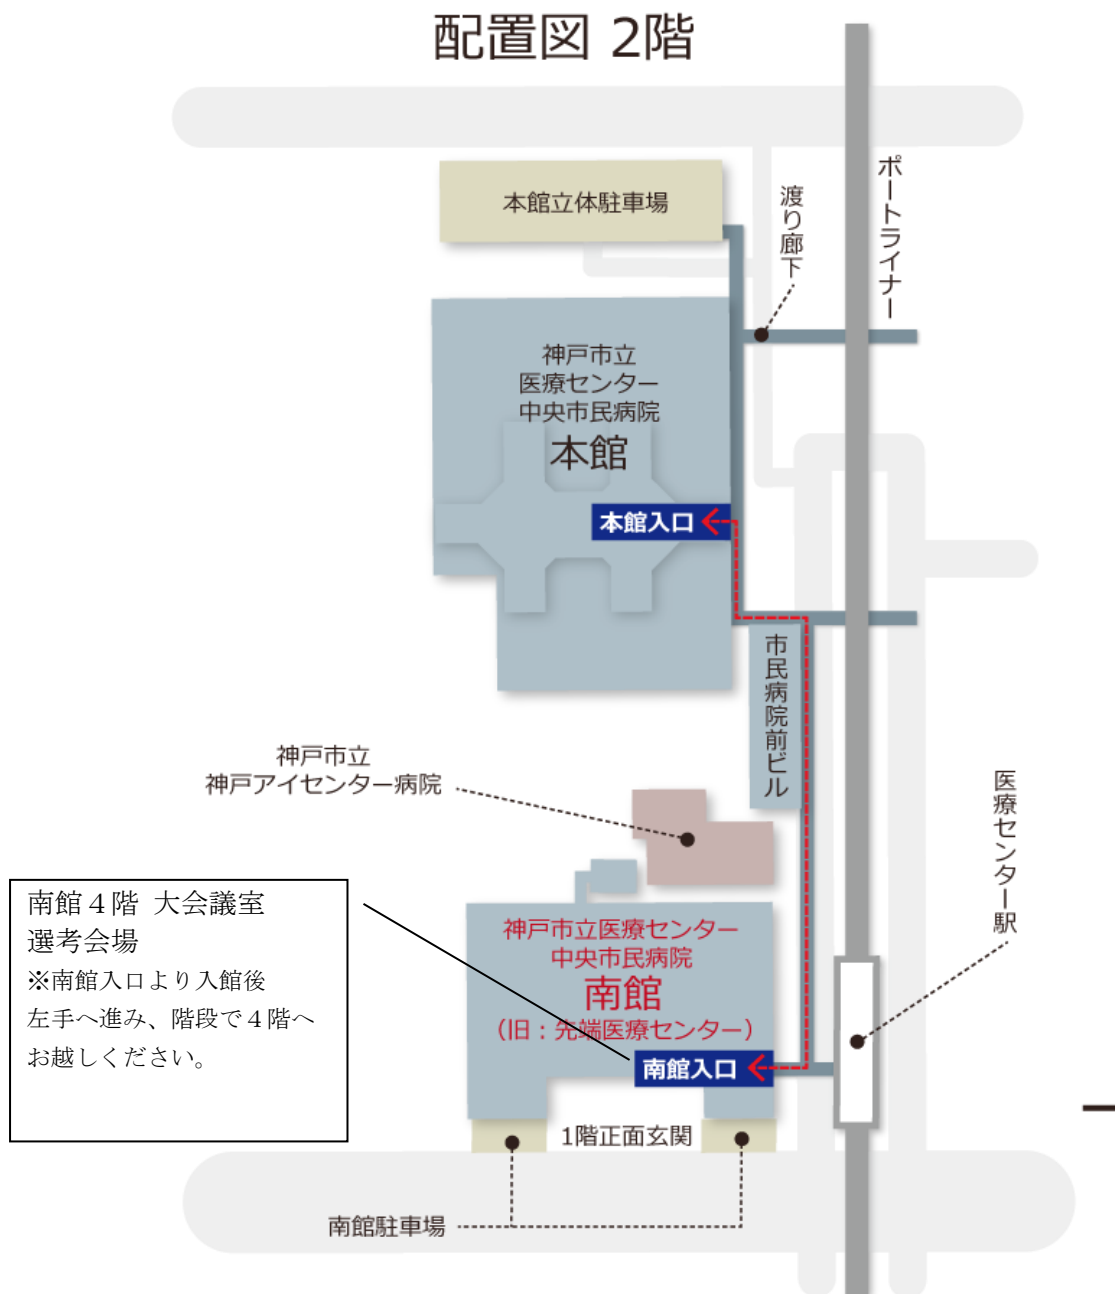 配置図 2階
ポートライナー
渡り廊下
本館立体駐車場
神戸市立
医療センター
中央市民病院
本館
本館入口
市民病院前ビル
神戸市立
神戸アイセンター病院
医療センター駅
南館４階 大会議室
選考会場
※南館入口より入館後
左手へ進み、階段で４階へ
お越しください。
神戸市立医療センター
中央市民病院
南館
（旧：先端医療センター）
南館入口
1階正面玄関
南館駐車場